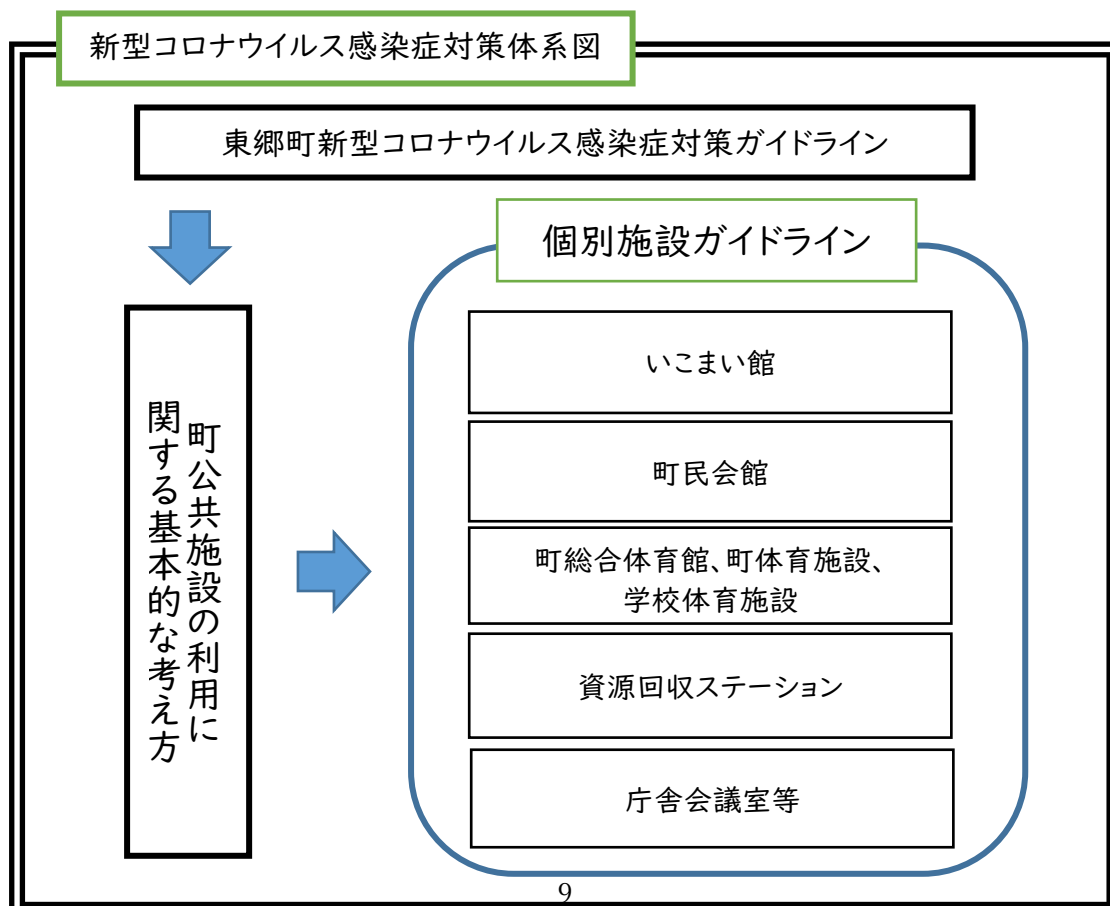 新型コロナウイルス感染症対策体系図
東郷町新型コロナウイルス感染症対策ガイドライン
町公共施設の利用に
関する基本的な考え方
個別施設ガイドライン
いこまい館
町民会館
町総合体育館、町体育施設、
学校体育施設
資源回収ステーション
庁舎会議室等
9